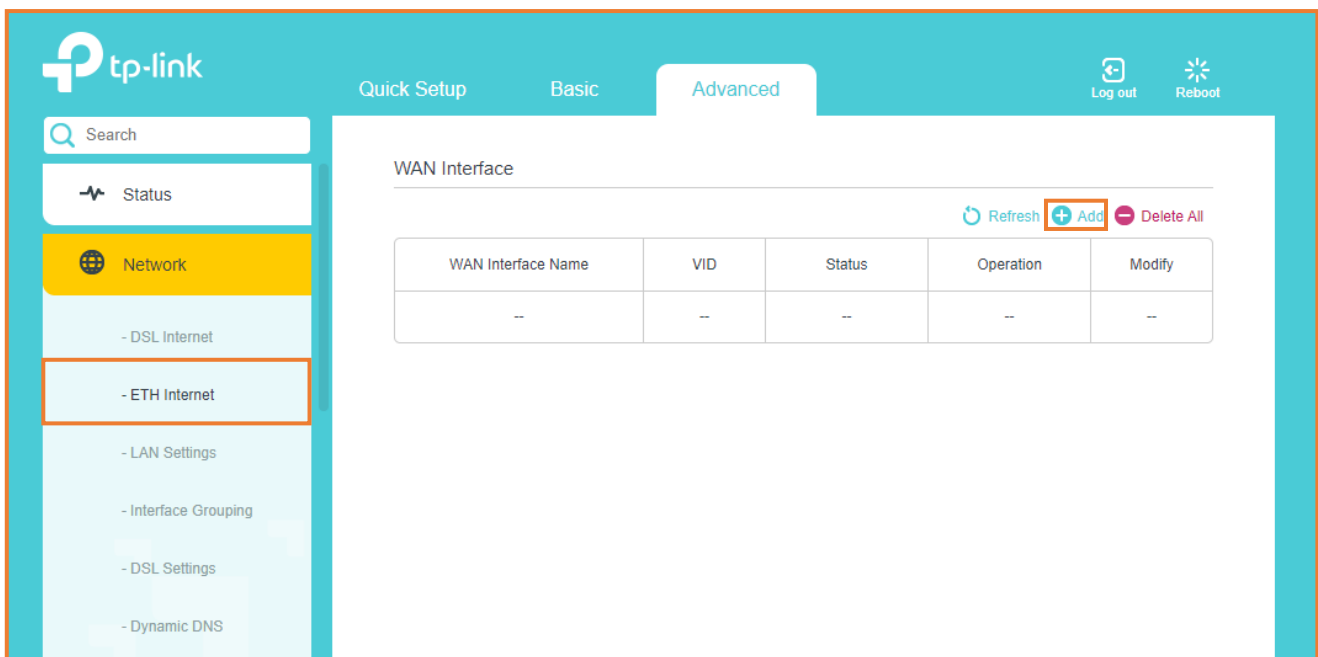 tp-link
Quick Setup Basic Advanced Log out Reboot
Search
Status
Network
- DSL Internet
- ETH Internet
- LAN Settings
- Interface Grouping
- DSL Settings
- Dynamic DNS
WAN Interface
Refresh Add Delete All
WAN Interface Name VID Status Operation Modify
-- -- -- -- --